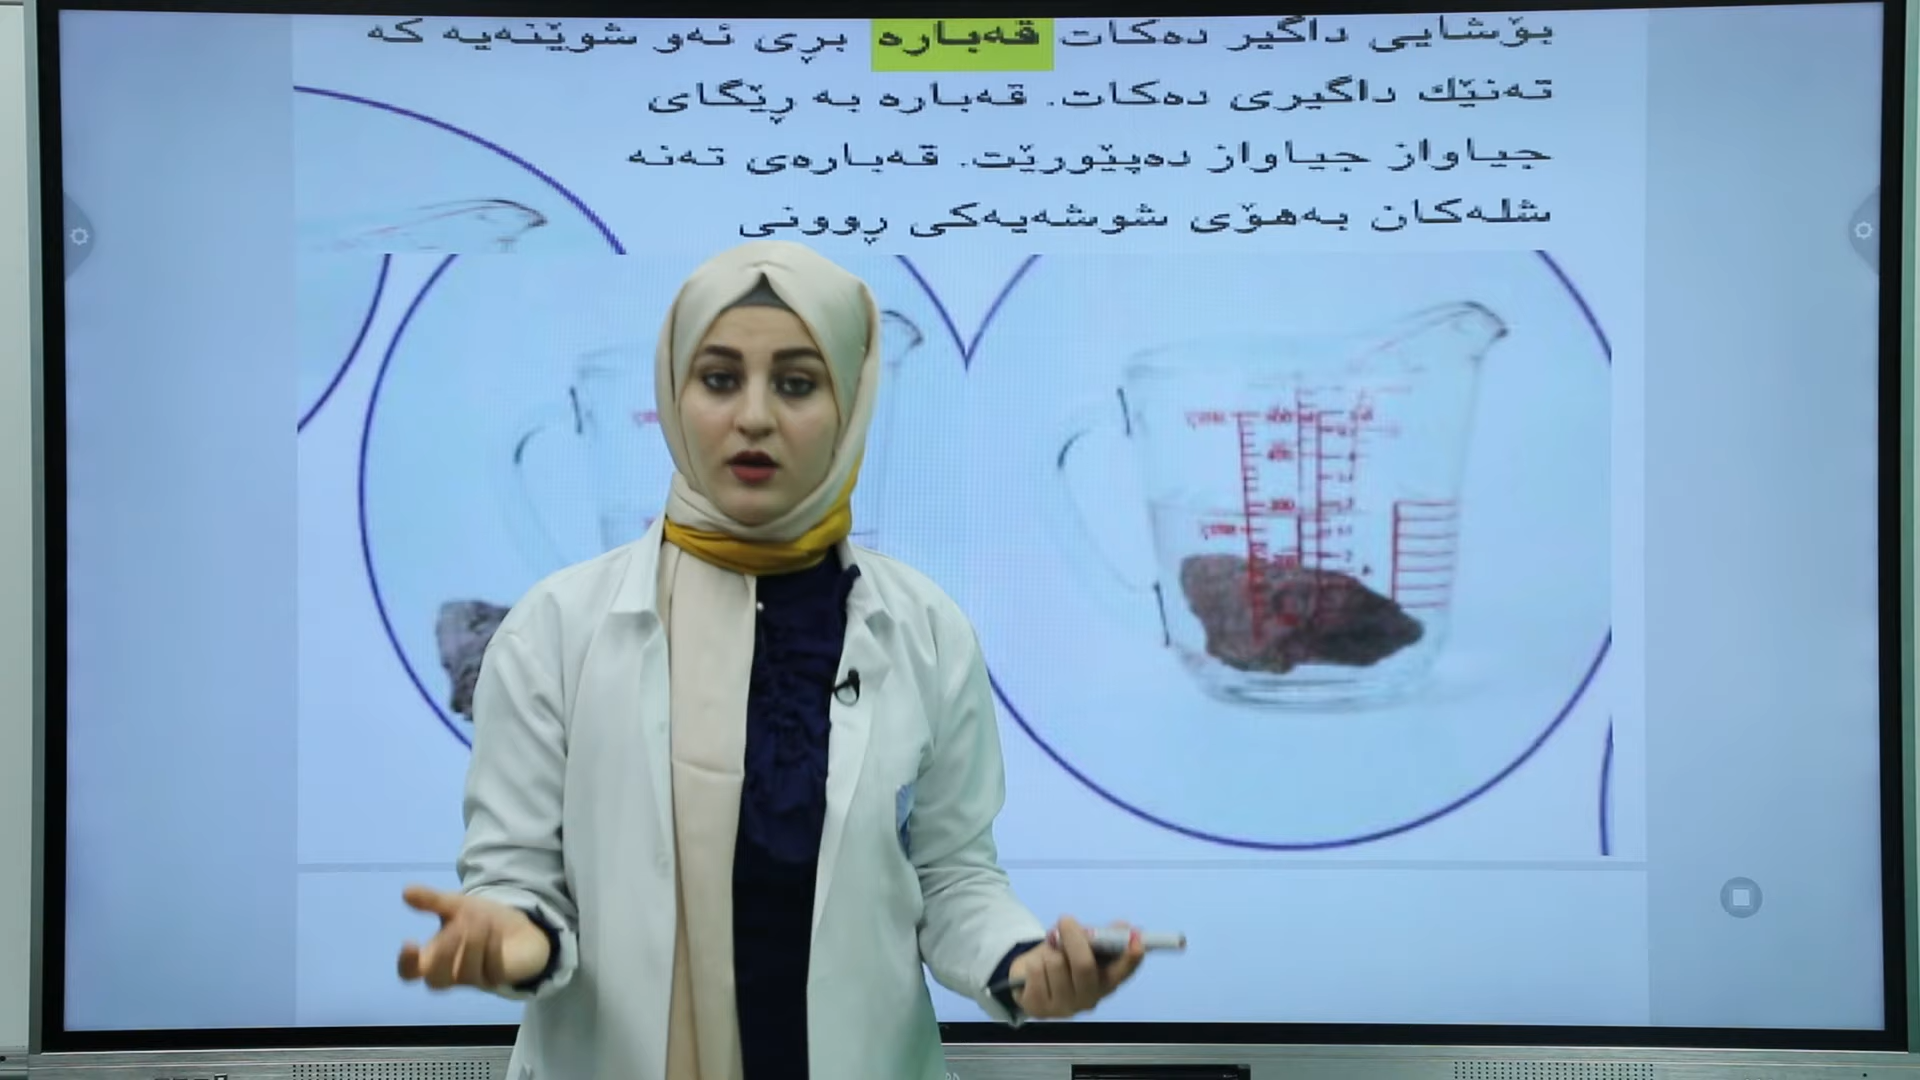 بۆشایی داگیر دەکات قەبارە بڕی ئەو شوێنەیە کە
تەنێك داگیری دەکات. قەبارە بە ڕێگای
جیاواز جیاواز دەپێورێت. قەبارەی تەنە
شلەکان بەهۆی شوشەیەکی ڕوونی